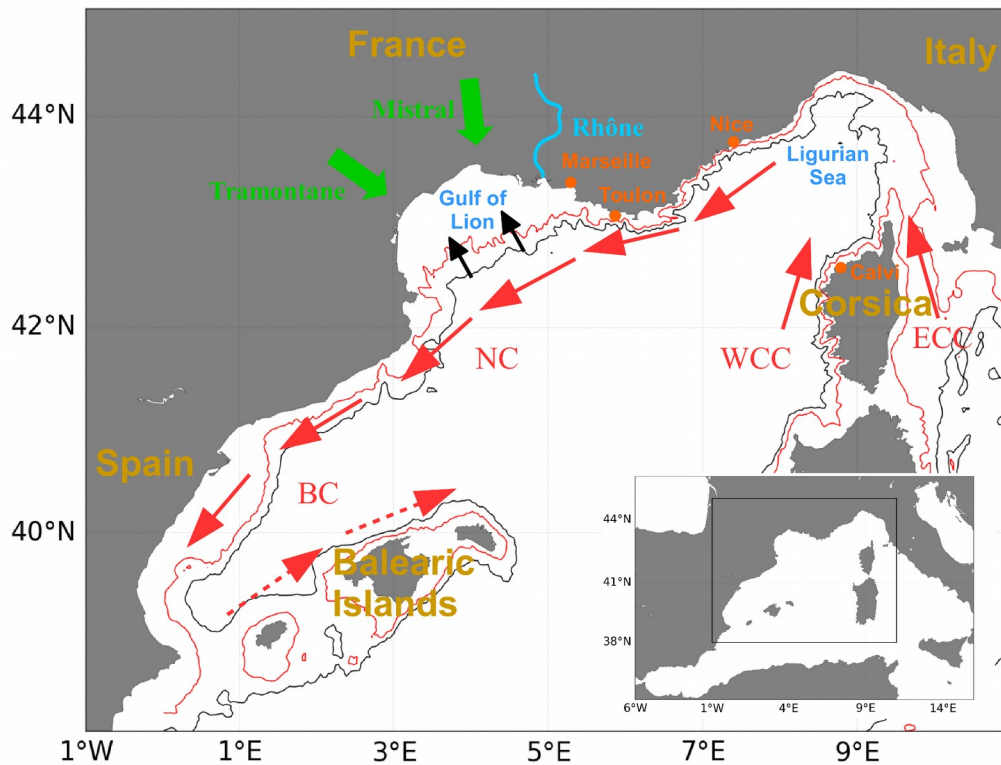 France
Italy
44°N
Mistral
Rhône
Nice
Marseille
Ligurian
Sea
Tramontane
Gulf of
Lion
Toulon
Calvi
Corsica
42°N
NC
WCC
ECC
Spain
BC
40°N
Balearic
Islands
44°N
41°N
38°N
6°W
1°W
4°E
9°E
14°E
1°W
1°E
3°E
5°E
7°E
9°E